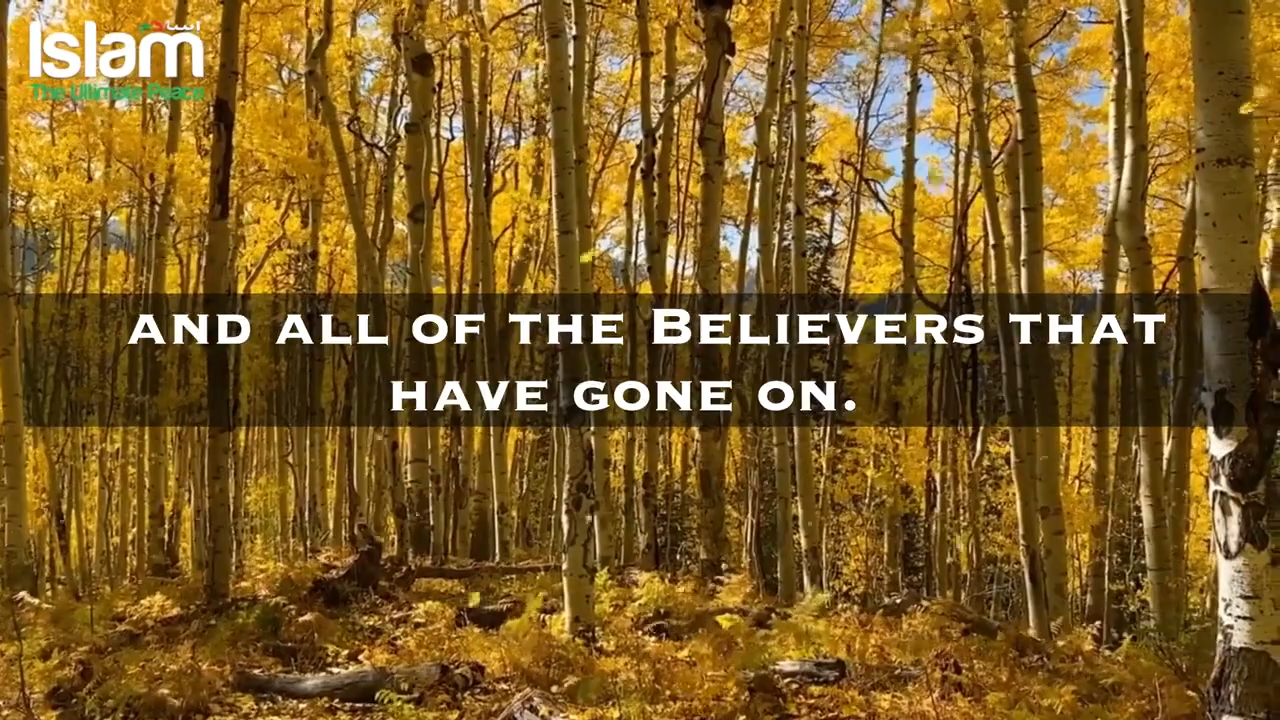 Islam
The Ultimate Peace
AND ALL OF THE BELIEVERS THAT
HAVE GONE ON.